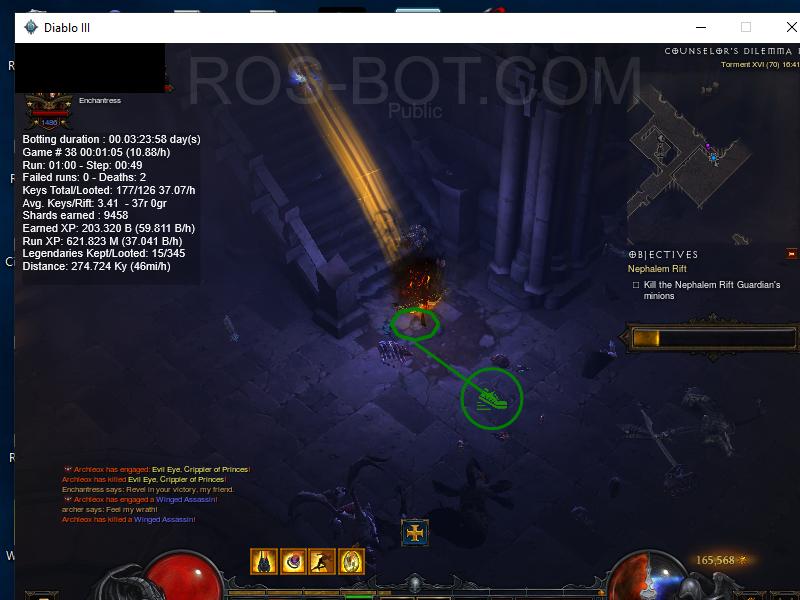 Diablo III
COUNSELOR'S DILEMMA
Torment XVI (70) 16:41
ROS-BOT.COM
Public
Enchantress
1486
Botting duration : 00.03:23:58 day(s)
Game # 38 00:01:05 (10.88/h)
Run: 01:00 - Step: 00:49
Failed runs: 0 - Deaths: 2
Keys Total/Looted: 177/126 37.07/h
Avg. Keys/Rift: 3.41 - 37r 0gr
Shards earned : 9458
Earned XP: 203.320 B (59.811 B/h)
Run XP: 621.823 M (37.041 B/h)
Legendaries Kept/Looted: 15/345
Distance: 274.724 Ky (46mi/h)
OBJECTIVES
Nephalem Rift
Kill the Nephalem Rift Guardian's
minions
Archleox has engaged: Evil Eye, Crippler of Princes!
Archleox has killed Evil Eye, Crippler of Princes!
Enchantress says: Revel in your victory, my friend.
Archleox has engaged a Winged Assassin!
archer says: Feel my wrath!
Archleox has killed a Winged Assassin!
165,568